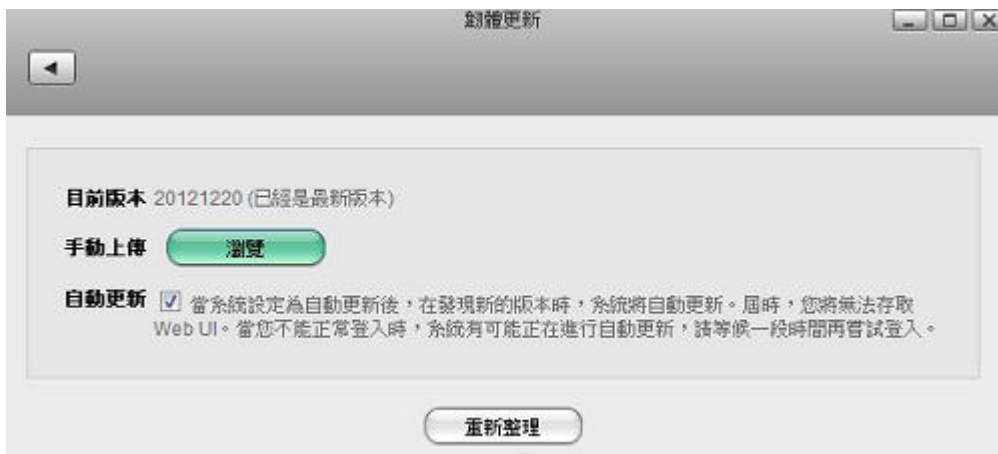 韌體更新
目前版本 20121220 (已經是最新版本)
手動上傳 瀏覽
自動更新 當系統設定為自動更新後，在發現新的版本時，系統將自動更新。屆時，您將無法存取
Web UI。當您不能正常登入時，系統有可能正在進行自動更新，請等候一段時間再嘗試登入。
重新整理